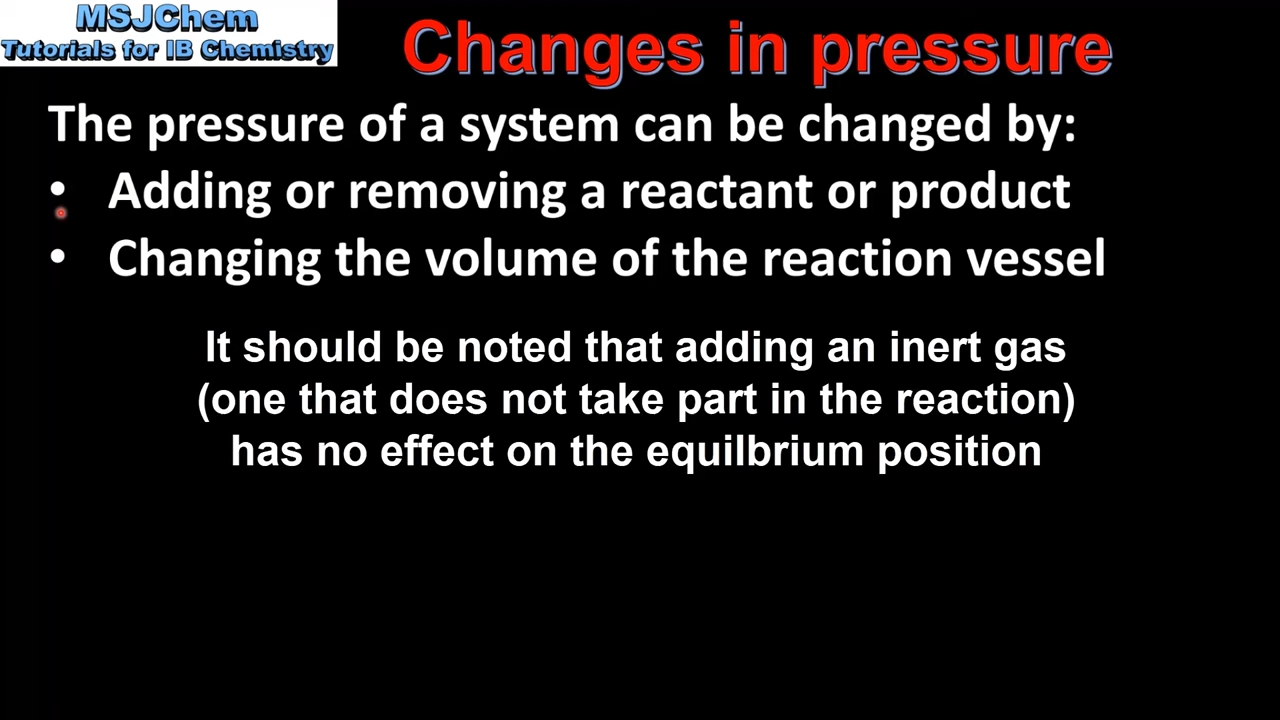 MSJChem
Tutorials for IB Chemistry
Changes in pressure
The pressure of a system can be changed by:
• Adding or removing a reactant or product
• Changing the volume of the reaction vessel
It should be noted that adding an inert gas
(one that does not take part in the reaction)
has no effect on the equilbrium position